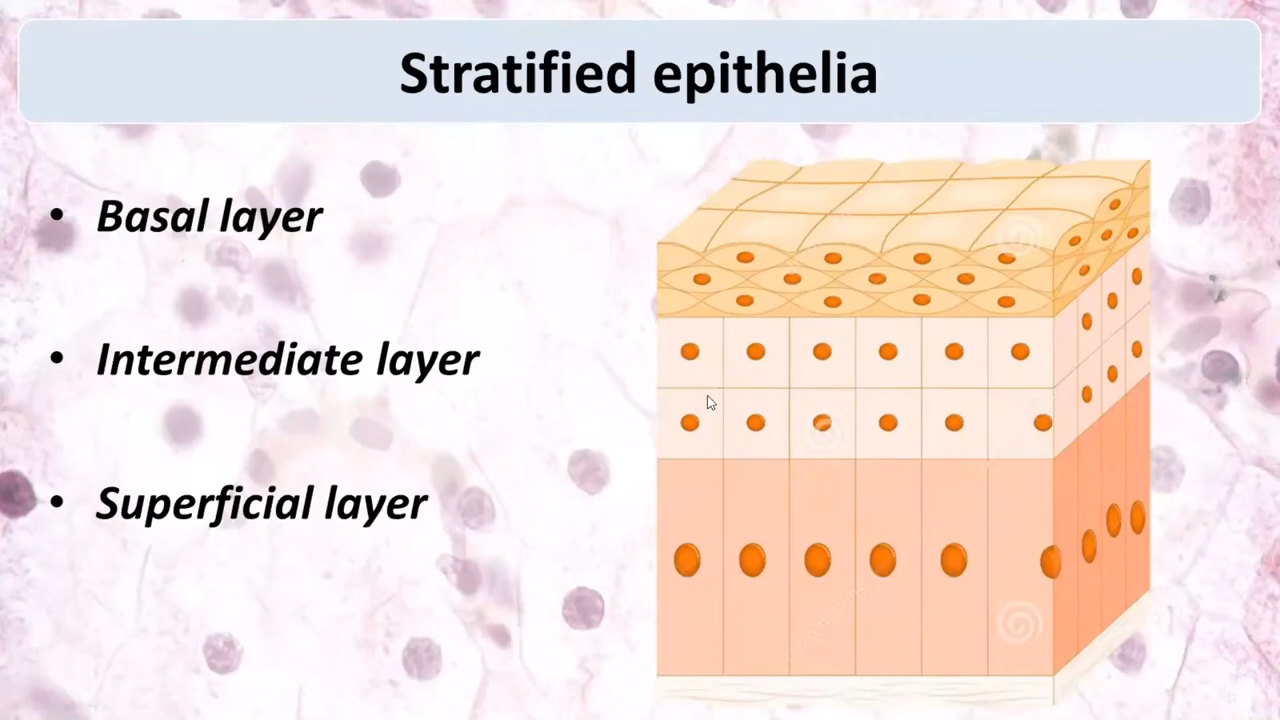 Stratified epithelia
• Basal layer
• Intermediate layer
• Superficial layer